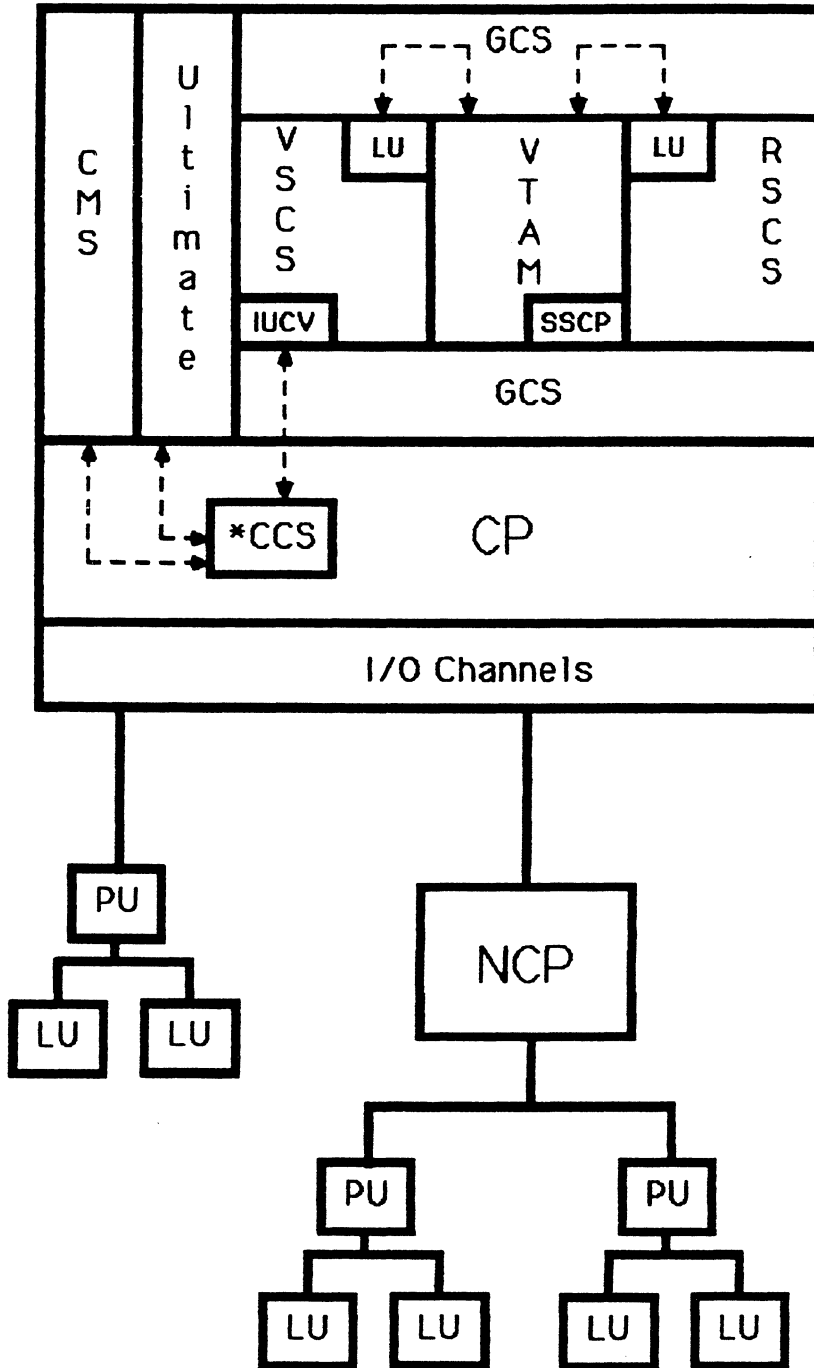 GCS
CMS
Ultimate
VSCS
LU
VTAM
LU
RSCS
IUCV
SSCP
GCS
*CCS
CP
I/O Channels
PU
LU
LU
NCP
PU
PU
LU
LU
LU
LU